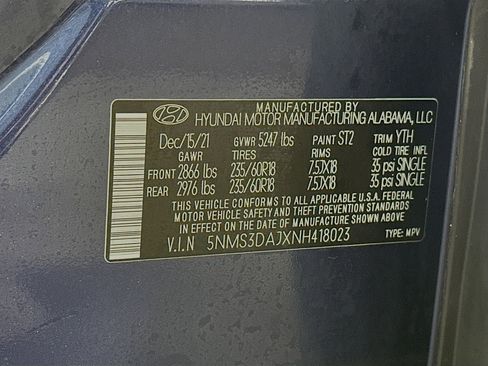 MANUFACTURED BY
HYUNDAI MOTOR MANUFACTURING ALABAMA, LLC
Dec/15/21 GVWR 5247 lbs PAINT ST2 TRIM YTH
GAWR TIRES RIMS COLD TIRE INFL
FRONT 2866 lbs 235/60R18 7.5JX18 35 psi SINGLE
REAR 2976 lbs 235/60R18 7.5JX18 35 psi SINGLE
THIS VEHICLE CONFORMS TO ALL APPLICABLE U.S.A. FEDERAL
MOTOR VEHICLE SAFETY AND THEFT PREVENTION STANDARDS
IN EFFECT ON THE DATE OF MANUFACTURE SHOWN ABOVE.
V.I.N 5NMS3DAJXNH418023 TYPE: MPV